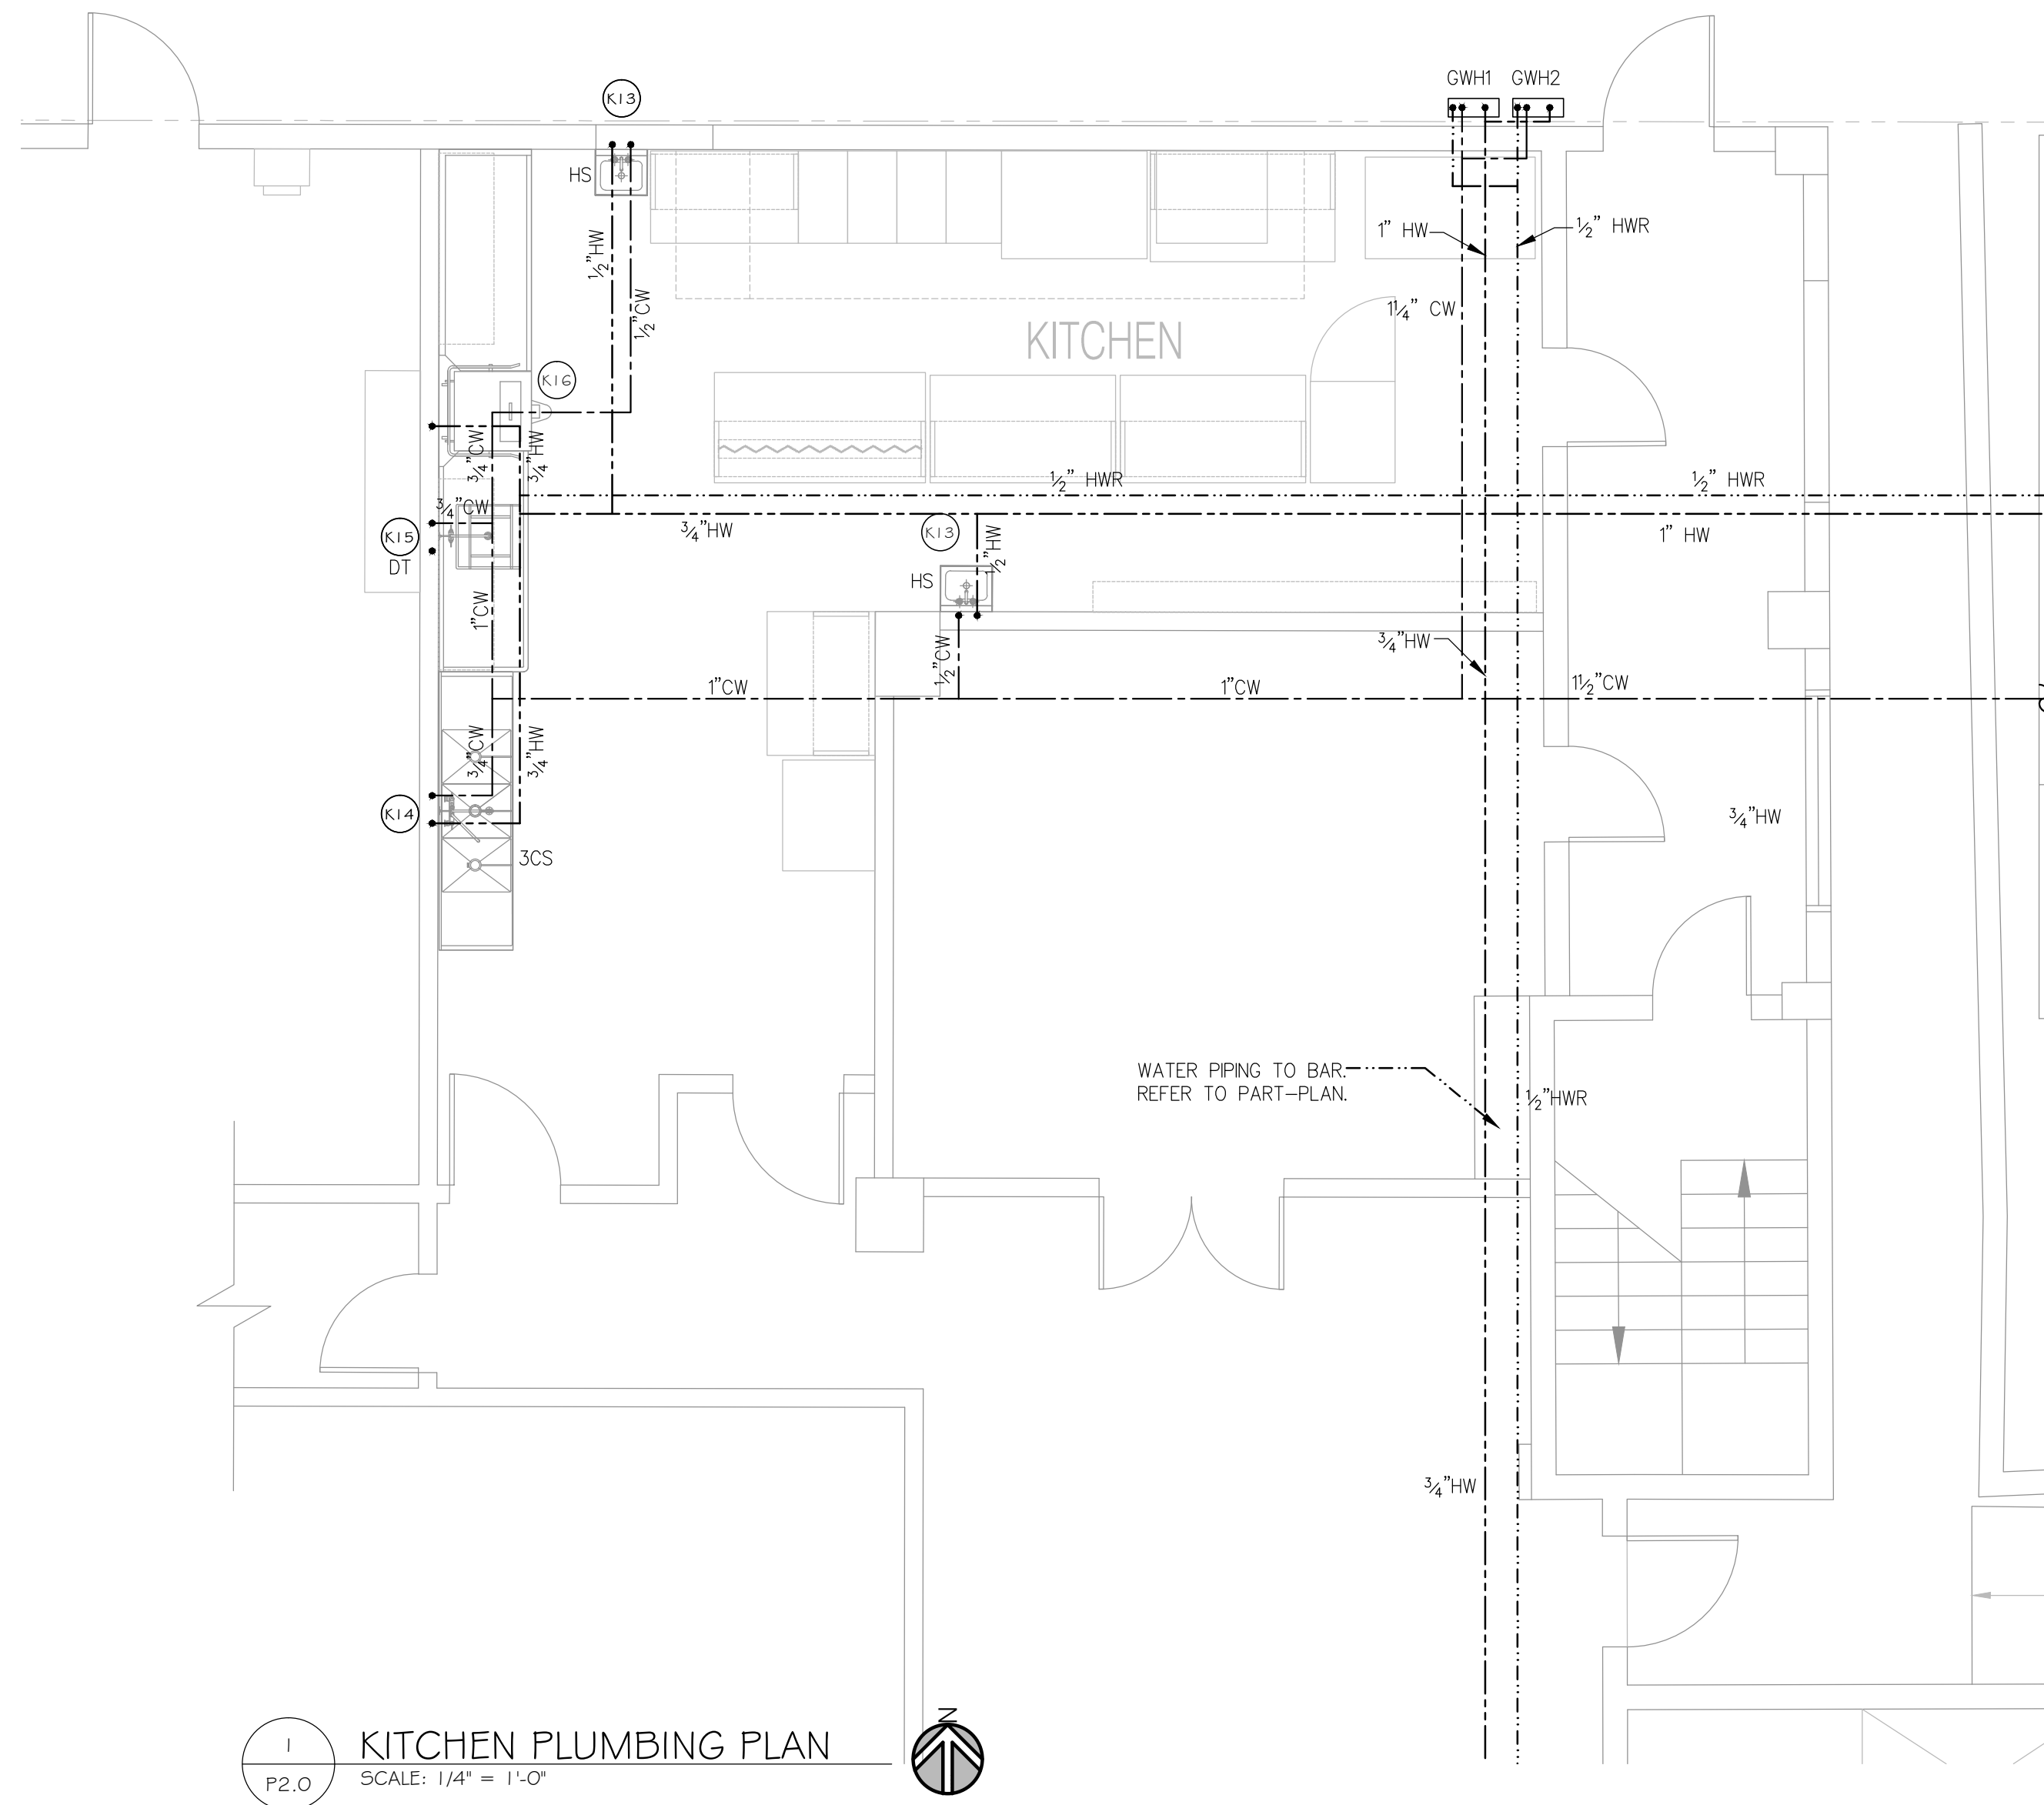 GWH1 GWH2
K13
HS
1/2"HW
1/2"CW
1" HW
1/2" HWR
1 1/4" CW
KITCHEN
K16
3/4"CW
3/4"HW
1/2" HWR
1/2" HWR
3/4"CW
K15
DT
3/4"HW
K13
1/2"HW
1" HW
HS
1"CW
1/2"CW
3/4"HW
1"CW
1"CW
1 1/2"CW
3/4"CW
3/4"HW
K14
3/4"HW
3CS
WATER PIPING TO BAR.
REFER TO PART-PLAN.
1/2"HWR
3/4"HW
1
P2.0
KITCHEN PLUMBING PLAN
SCALE: 1/4" = 1'-0"
N